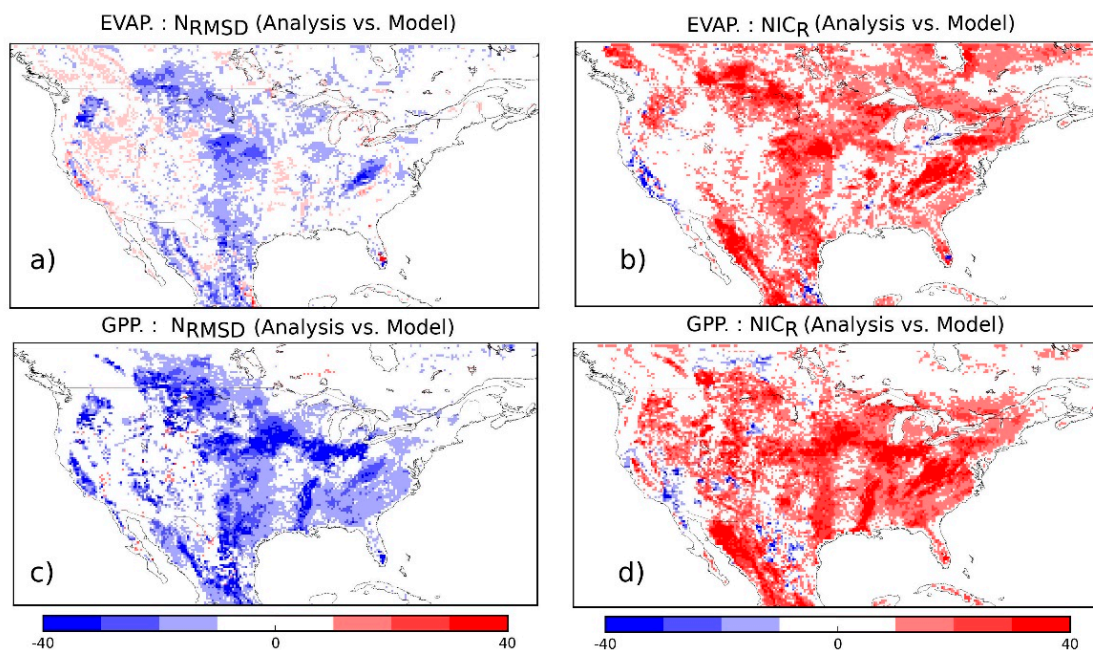 EVAP. : NRMSD (Analysis vs. Model)
EVAP. : NICR (Analysis vs. Model)
a)
b)
GPP. : NRMSD (Analysis vs. Model)
GPP. : NICR (Analysis vs. Model)
c)
d)
-40 0 40
-40 0 40